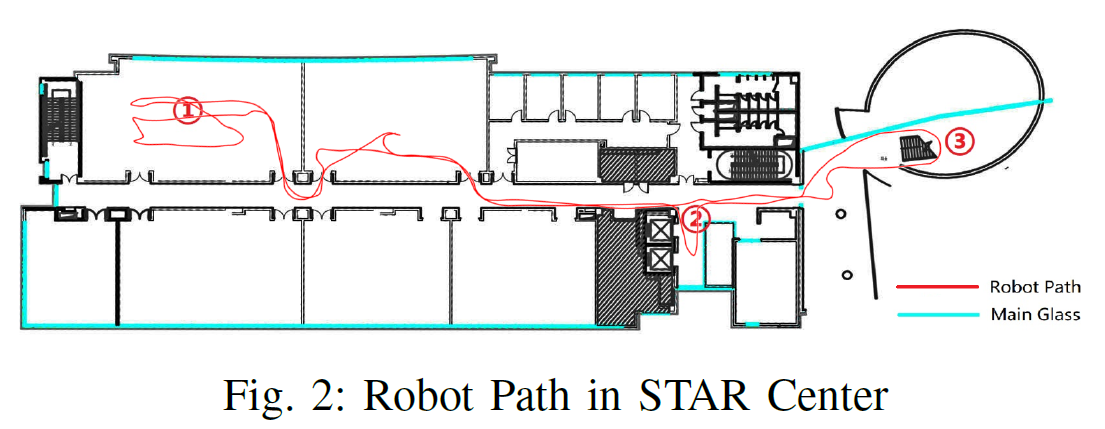 ①
②
③
Robot Path
Main Glass
Fig. 2: Robot Path in STAR Center